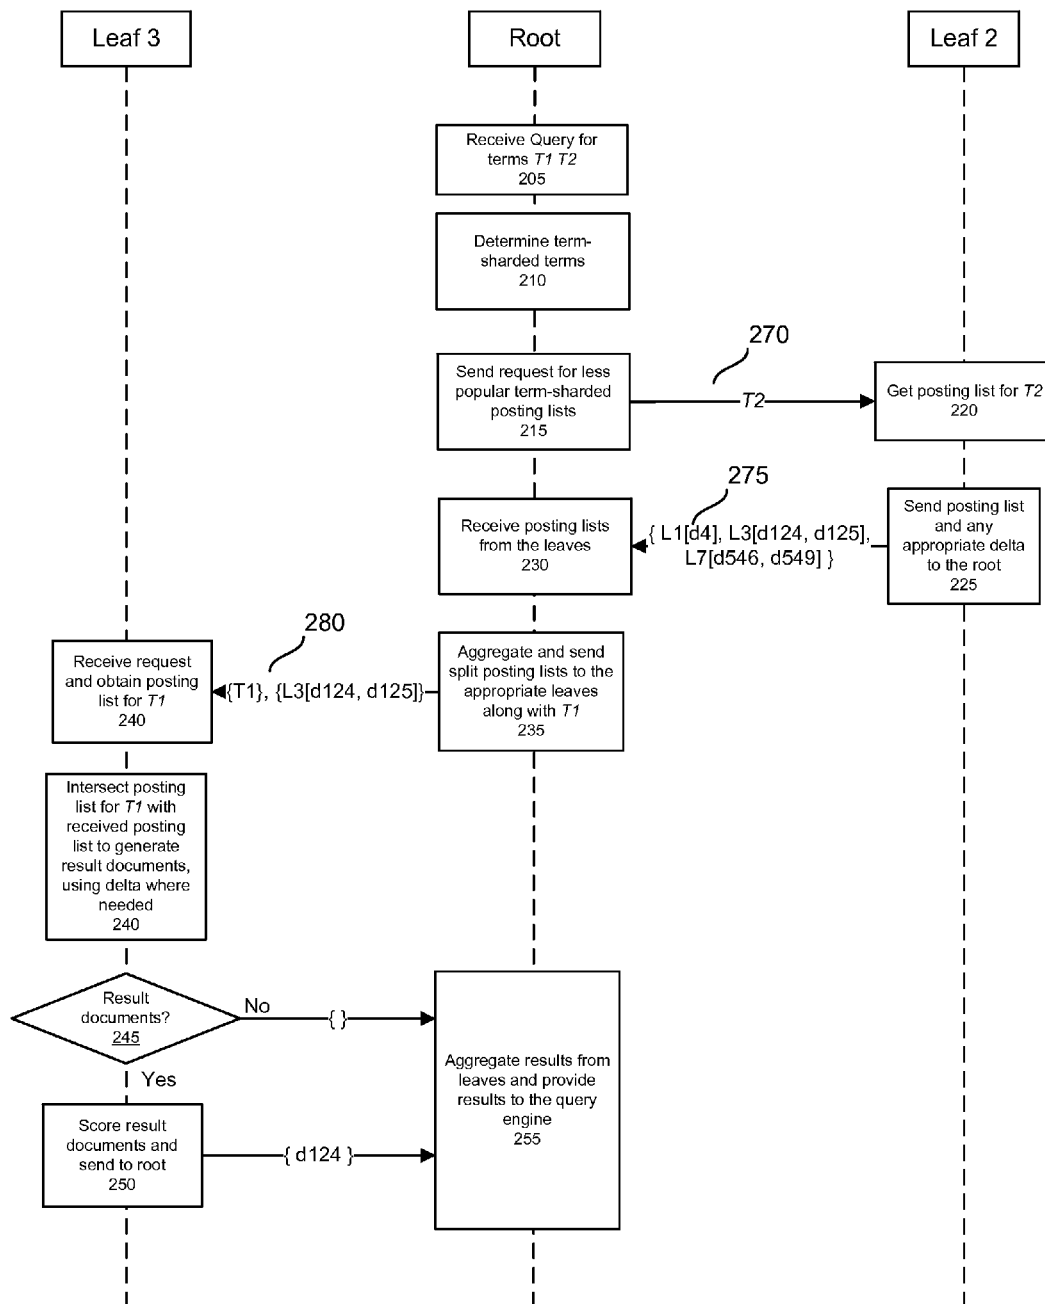 Leaf 3
Root
Leaf 2
Receive Query for
terms T1 T2
205
Determine term-
sharded terms
210
270
Send request for less
popular term-sharded
posting lists
215
T2
Get posting list for T2
220
275
Receive posting lists
from the leaves
230
{ L1[d4], L3[d124, d125],
L7[d546, d549] }
Send posting list
and any
appropriate delta
to the root
225
280
Receive request
and obtain posting
list for T1
240
{T1}, {L3[d124, d125]}
Aggregate and send
split posting lists to the
appropriate leaves
along with T1
235
Intersect posting
list for T1 with
received posting
list to generate
result documents,
using delta where
needed
240
Result
documents?
245
No
{ }
Yes
Aggregate results from
leaves and provide
results to the query
engine
255
Score result
documents and
send to root
250
{ d124 }